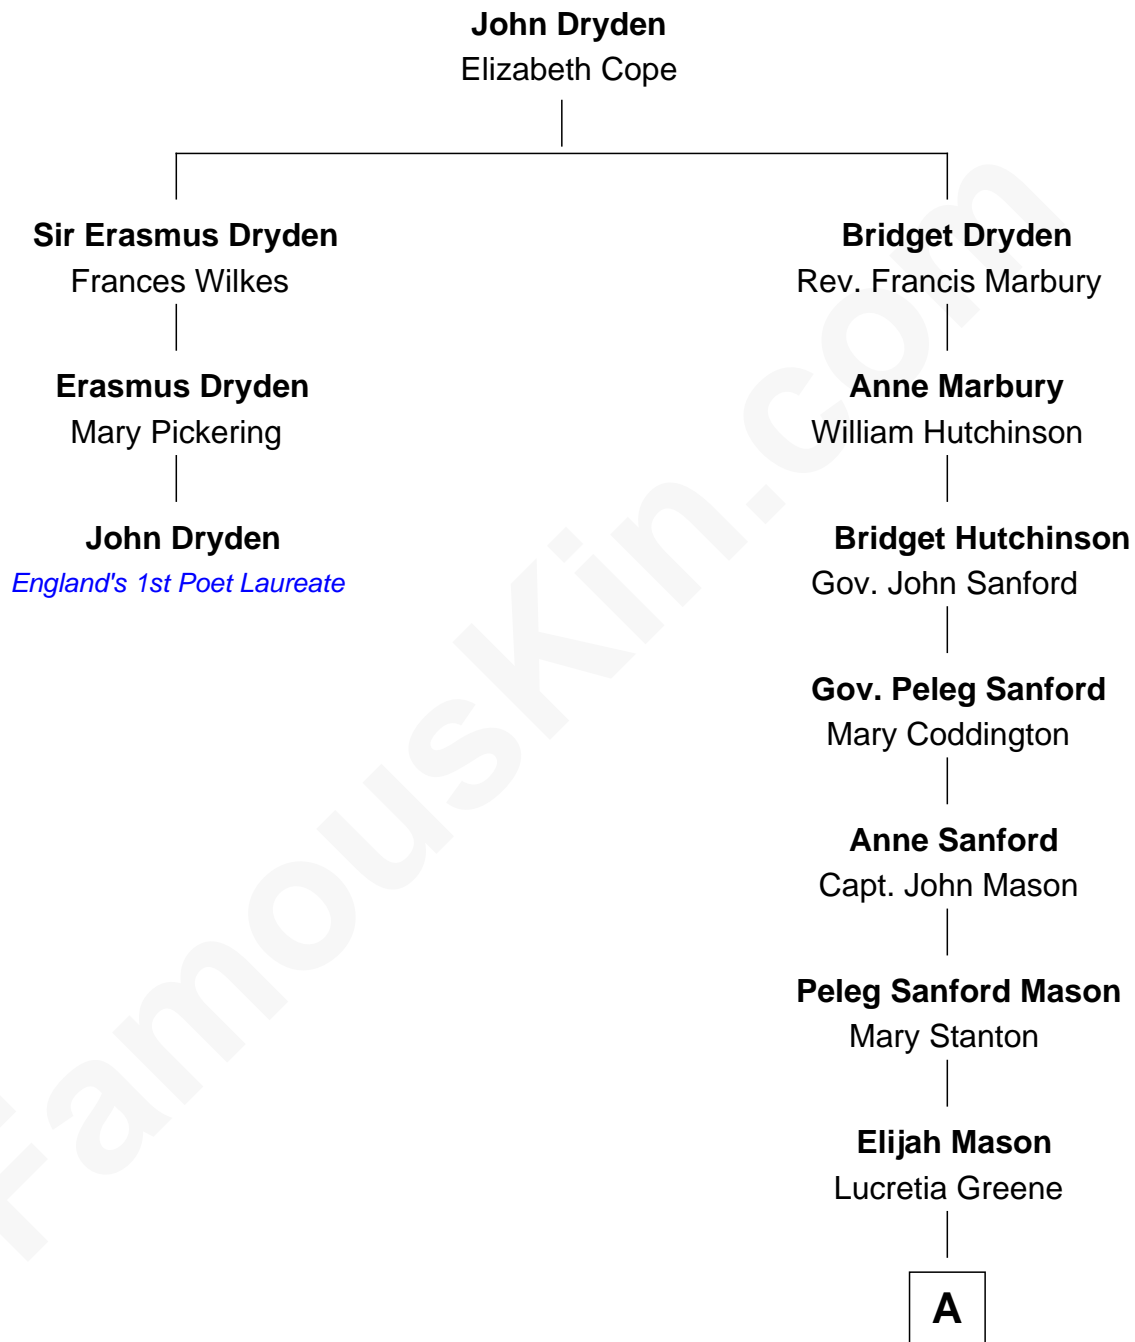 John Dryden
Elizabeth Cope
Sir Erasmus Dryden
Frances Wilkes
Erasmus Dryden
Mary Pickering
John Dryden
England's 1st Poet Laureate
Bridget Dryden
Rev. Francis Marbury
Anne Marbury
William Hutchinson
Bridget Hutchinson
Gov. John Sanford
Gov. Peleg Sanford
Mary Coddington
Anne Sanford
Capt. John Mason
Peleg Sanford Mason
Mary Stanton
Elijah Mason
Lucretia Greene
A
FamousKin.com